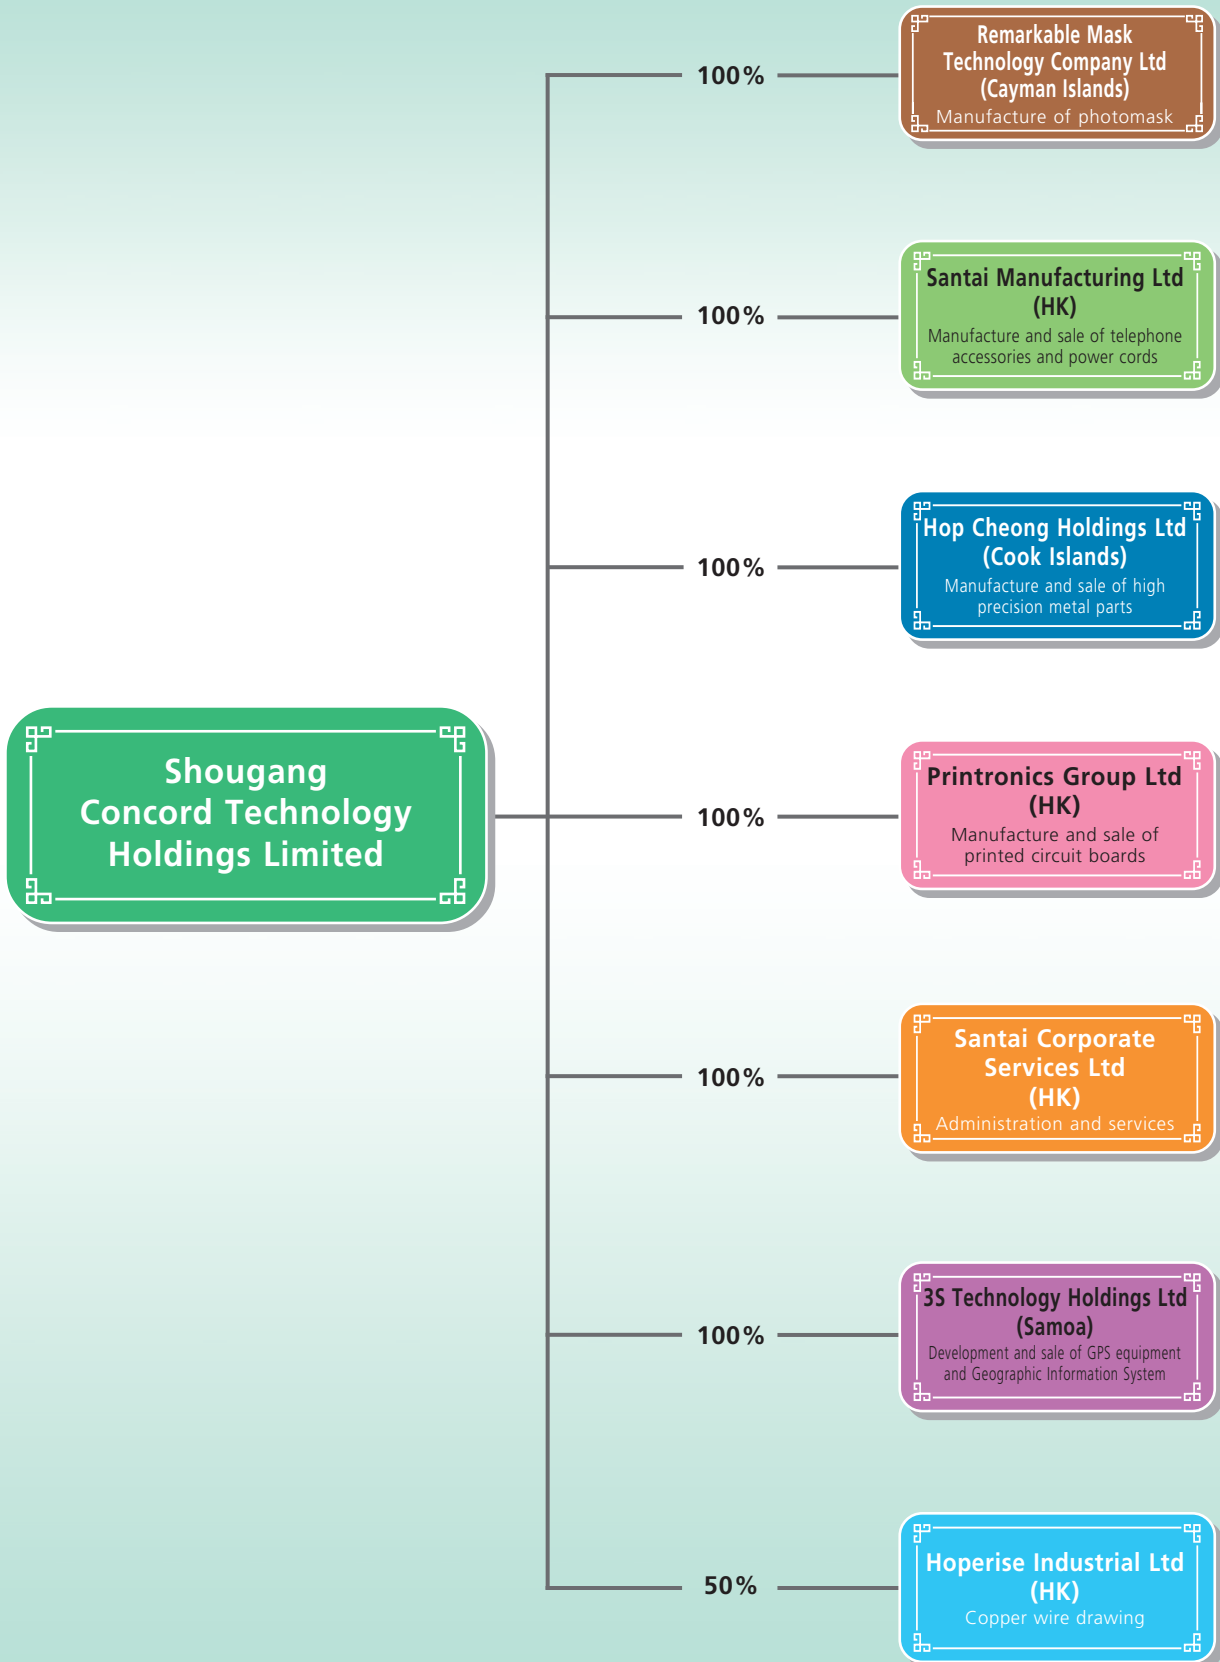 100%
Remarkable Mask
Technology Company Ltd
(Cayman Islands)
Manufacture of photomask
100%
Santai Manufacturing Ltd
(HK)
Manufacture and sale of telephone
accessories and power cords
100%
Hop Cheong Holdings Ltd
(Cook Islands)
Manufacture and sale of high
precision metal parts
Shougang
Concord Technology
Holdings Limited
100%
Printronics Group Ltd
(HK)
Manufacture and sale of
printed circuit boards
100%
Santai Corporate
Services Ltd
(HK)
Administration and services
100%
3S Technology Holdings Ltd
(Samoa)
Development and sale of GPS equipment
and Geographic Information System
50%
Hoperise Industrial Ltd
(HK)
Copper wire drawing